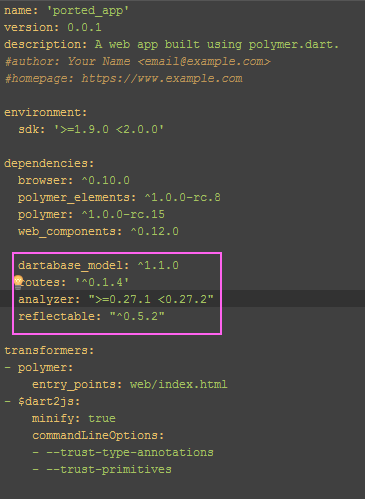 name: 'ported_app'
version: 0.0.1
description: A web app built using polymer.dart.
#author: Your Name <email@example.com>
#homepage: https://www.example.com
environment:
sdk: '>=1.9.0 <2.0.0'
dependencies:
browser: ^0.10.0
polymer_elements: ^1.0.0-rc.8
polymer: ^1.0.0-rc.15
web_components: ^0.12.0
dartabase_model: ^1.1.0
routes: '^0.1.4'
analyzer: ">=0.27.1 <0.27.2"
reflectable: "^0.5.2"
transformers:
- polymer:
entry_points: web/index.html
- $dart2js:
minify: true
commandLineOptions:
- --trust-type-annotations
- --trust-primitives